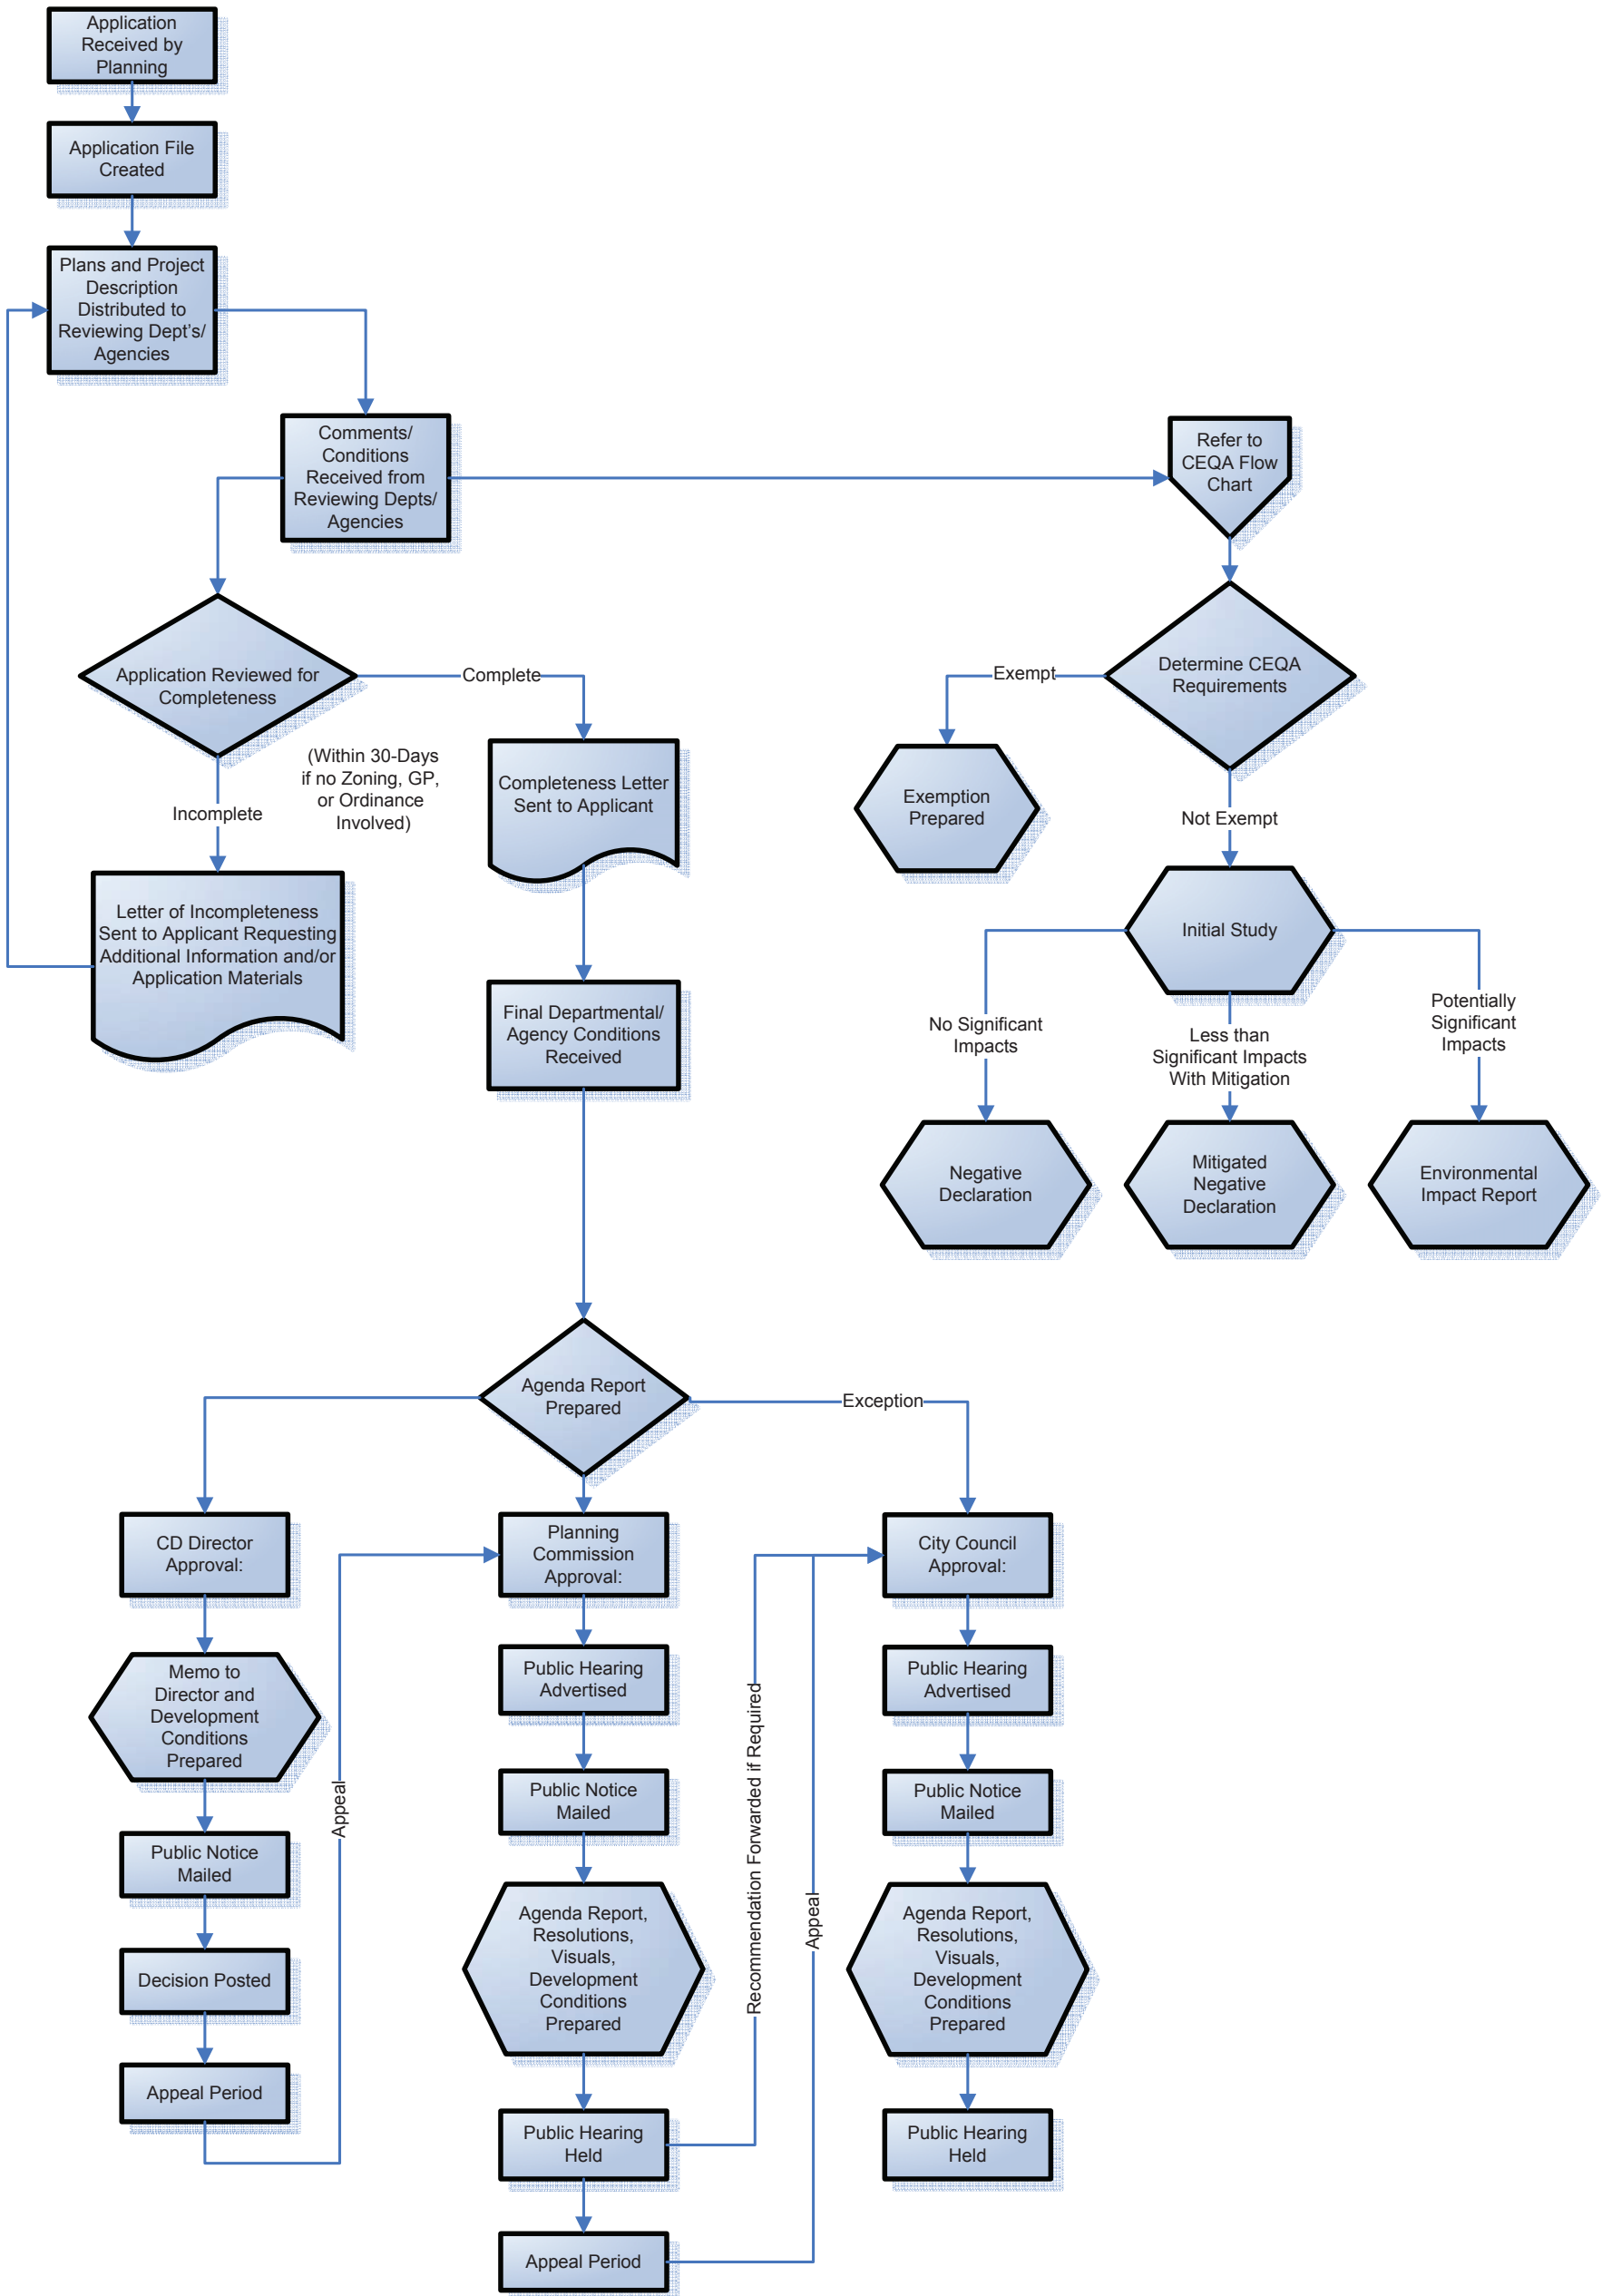 Application
Received by
Planning
Application File
Created
Plans and Project
Description
Distributed to
Reviewing Dept's/
Agencies
Comments/
Conditions
Received from
Reviewing Depts/
Agencies
Refer to
CEQA Flow
Chart
Application Reviewed for
Completeness
Complete
Exempt
Determine CEQA
Requirements
(Within 30-Days
if no Zoning, GP,
or Ordinance
Involved)
Incomplete
Completeness Letter
Sent to Applicant
Exemption
Prepared
Not Exempt
Letter of Incompleteness
Sent to Applicant Requesting
Additional Information and/or
Application Materials
Initial Study
Final Departmental/
Agency Conditions
Received
No Significant
Impacts
Less than
Significant Impacts
With Mitigation
Potentially
Significant
Impacts
Negative
Declaration
Mitigated
Negative
Declaration
Environmental
Impact Report
Agenda Report
Prepared
Exception
CD Director
Approval:
Memo to
Director and
Development
Conditions
Prepared
Public Notice
Mailed
Decision Posted
Appeal Period
Appeal
Planning
Commission
Approval:
Public Hearing
Advertised
Public Notice
Mailed
Agenda Report,
Resolutions,
Visuals,
Development
Conditions
Prepared
Public Hearing
Held
Appeal Period
Recommendation Forwarded if Required
Appeal
City Council
Approval:
Public Hearing
Advertised
Public Notice
Mailed
Agenda Report,
Resolutions,
Visuals,
Development
Conditions
Prepared
Public Hearing
Held